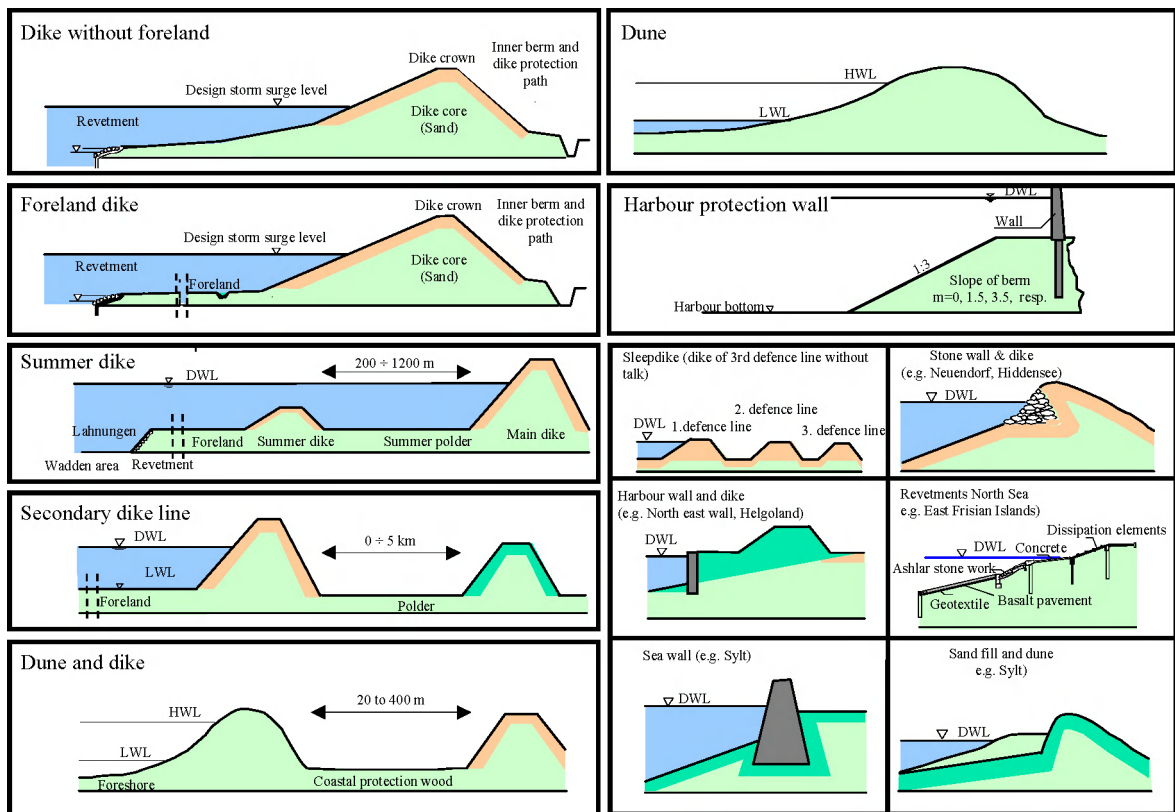 Dike without foreland
Dike crown
Inner berm and
dike protection
path
Design storm surge level
Revetment
Dike core
(Sand)
Foreland dike
Dike crown
Inner berm and
dike protection
path
Design storm surge level
Revetment
Foreland
Dike core
(Sand)
Summer dike
200 ÷ 1200 m
DWL
Lahnungen
Foreland
Summer dike
Summer polder
Main dike
Wadden area
Revetment
Secondary dike line
DWL
0 ÷ 5 km
LWL
Foreland
Polder
Dune and dike
20 to 400 m
HWL
LWL
Foreshore
Coastal protection wood
Dune
HWL
LWL
Harbour protection wall
DWL
Wall
1:3
Slope of berm
m=0, 1.5, 3.5, resp.
Harbour bottom
Sleepdike (dike of 3rd defence line without
talk)
2. defence line
DWL
1.defence line
3. defence line
Stone wall & dike
(e.g. Neuendorf, Hiddensee)
DWL
Harbour wall and dike
(e.g. North east wall, Helgoland)
DWL
Revetments North Sea
e.g. East Frisian Islands)
Dissipation elements
DWL
Concrete
Ashlar stone work
Basalt pavement
Geotextile
Sea wall (e.g. Sylt)
DWL
Sand fill and dune
e.g. Sylt)
DWL